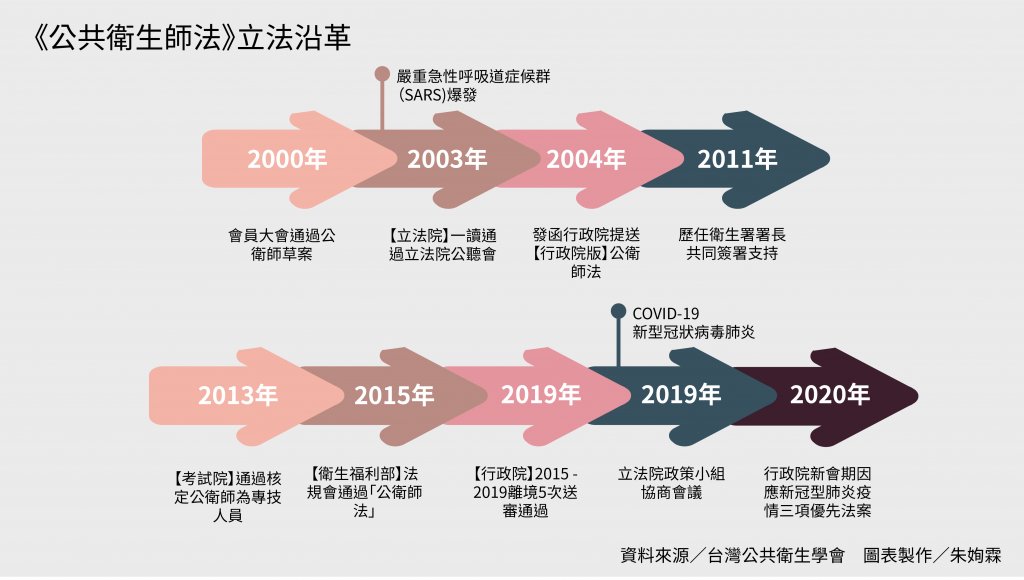 《公共衛生師法》立法沿革
嚴重急性呼吸道症候群
(SARS)爆發
2000年
2003年
2004年
2011年
會員大會通過公
衛師草案
【立法院】一讀通
過立法院公聽會
發函行政院提送
【行政院版】公衛
師法
歷任衛生署署長
共同簽署支持
COVID-19
新型冠狀病毒肺炎
2013年
2015年
2019年
2019年
2020年
【考試院】通過核
定公衛師為專技
人員
【衛生福利部】法
規會通過「公衛師
法」
【行政院】2015 -
2019離境5次送
審通過
立法院政策小組
協商會議
行政院新會期因
應新冠型肺炎疫
情三項優先法案
資料來源／台灣公共衛生學會　圖表製作／朱姁霖